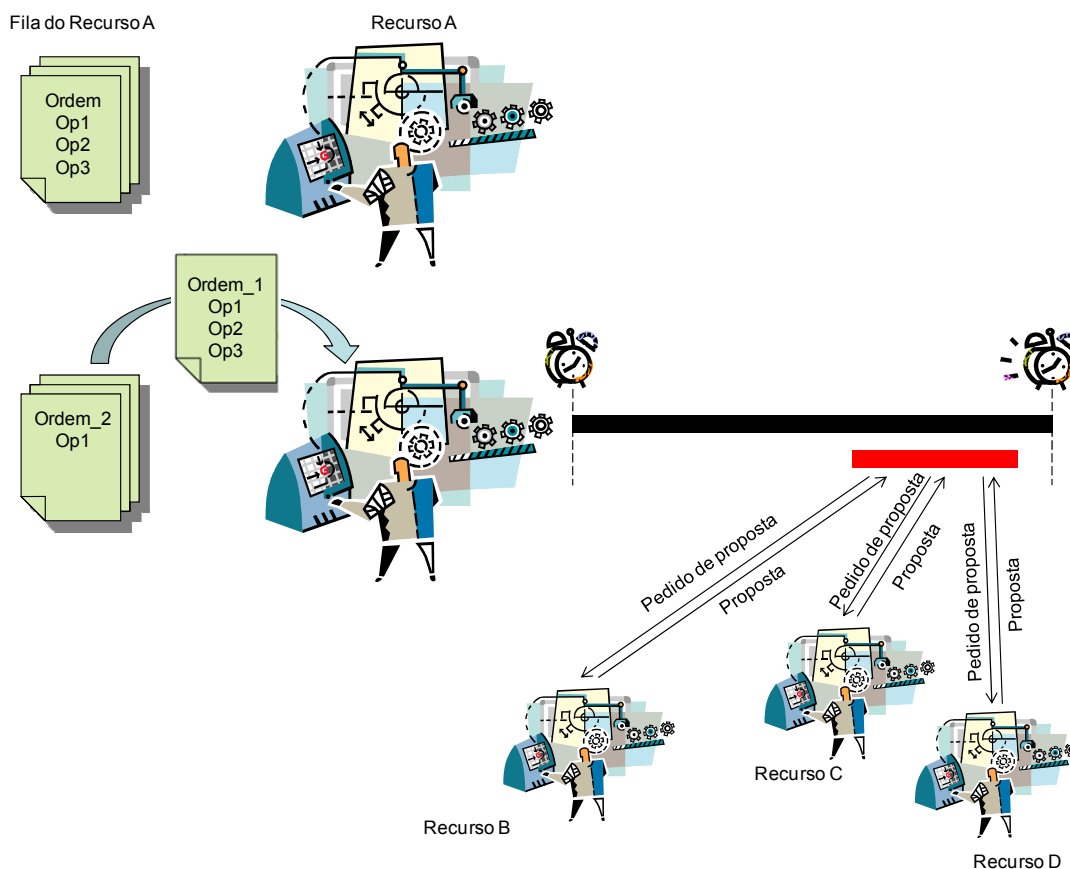 Fila do Recurso A
Recurso A
Ordem
Op1
Op2
Op3
Ordem_1
Op1
Op2
Op3
Ordem_2
Op1
Pedido de proposta
Proposta
Pedido de proposta
Proposta
Pedido de proposta
Proposta
Recurso B
Recurso C
Recurso D